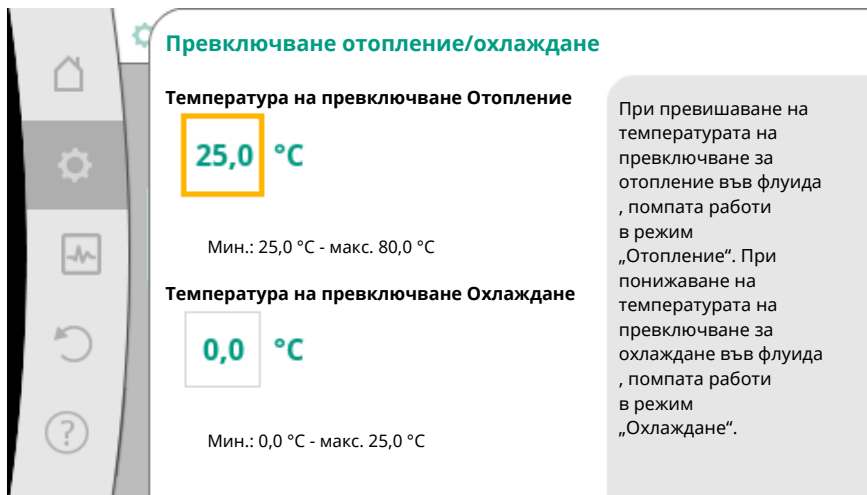 Превключване отопление/охлаждане
Температура на превключване Отопление
25,0 °C
Мин.: 25,0 °C - макс. 80,0 °C
Температура на превключване Охлаждане
0,0 °C
Мин.: 0,0 °C - макс. 25,0 °C
При превишаване на
температурата на
превключване за
отопление във флуида
, помпата работи
в режим
„Отопление“. При
понижаване на
температурата на
превключване за
охлаждане във флуида
, помпата работи
в режим
„Охлаждане“.
?